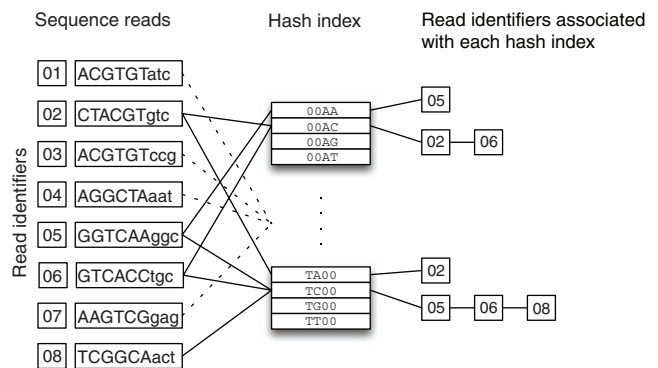 Sequence reads
Hash index
Read identifiers associated
with each hash index
Read identifiers
01 ACGTGTatc
02 CTACGTgtc
03 ACGTGTccg
04 AGGCTAaat
05 GGTCAAggc
06 GTCACCtgc
07 AAGTCGgag
08 TCGGCAact
00AA
00AC
00AG
00AT
TA00
TC00
TG00
TT00
05
02 06
02
05 06 08